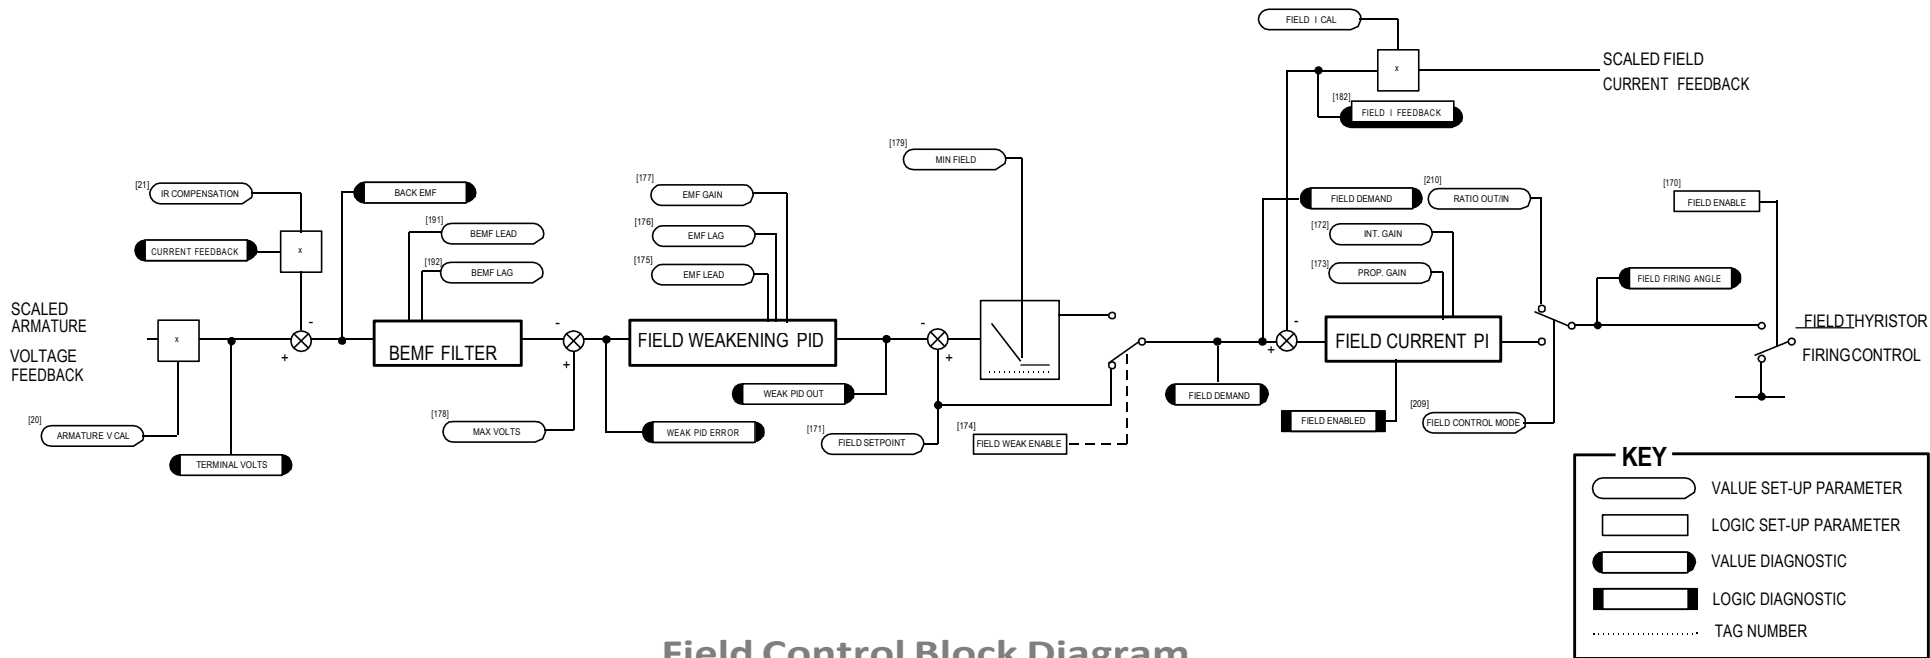 FIELD I CAL
x
SCALED FIELD
CURRENT FEEDBACK
[182]
FIELD I FEEDBACK
[179]
MIN FIELD
[21]
IR COMPENSATION
BACK EMF
[177]
EMF GAIN
FIELD DEMAND
[210]
RATIO OUT/IN
[170]
FIELD ENABLE
[191]
BEMF LEAD
[176]
EMF LAG
[172]
INT. GAIN
CURRENT FEEDBACK
x
[192]
BEMF LAG
[175]
EMF LEAD
[173]
PROP. GAIN
FIELD FIRING ANGLE
SCALED
ARMATURE
VOLTAGE
FEEDBACK
x
-
+
BEMF FILTER
-
+
FIELD WEAKENING PID
-
+
-
+
FIELD CURRENT PI
FIELD THYRISTOR
FIRING CONTROL
WEAK PID OUT
FIELD DEMAND
[20]
ARMATURE V CAL
[178]
MAX VOLTS
WEAK PID ERROR
[171]
FIELD SETPOINT
[174]
FIELD WEAK ENABLE
FIELD ENABLED
[209]
FIELD CONTROL MODE
TERMINAL VOLTS
KEY
VALUE SET-UP PARAMETER
LOGIC SET-UP PARAMETER
VALUE DIAGNOSTIC
LOGIC DIAGNOSTIC
TAG NUMBER
Field Control Block Diagram